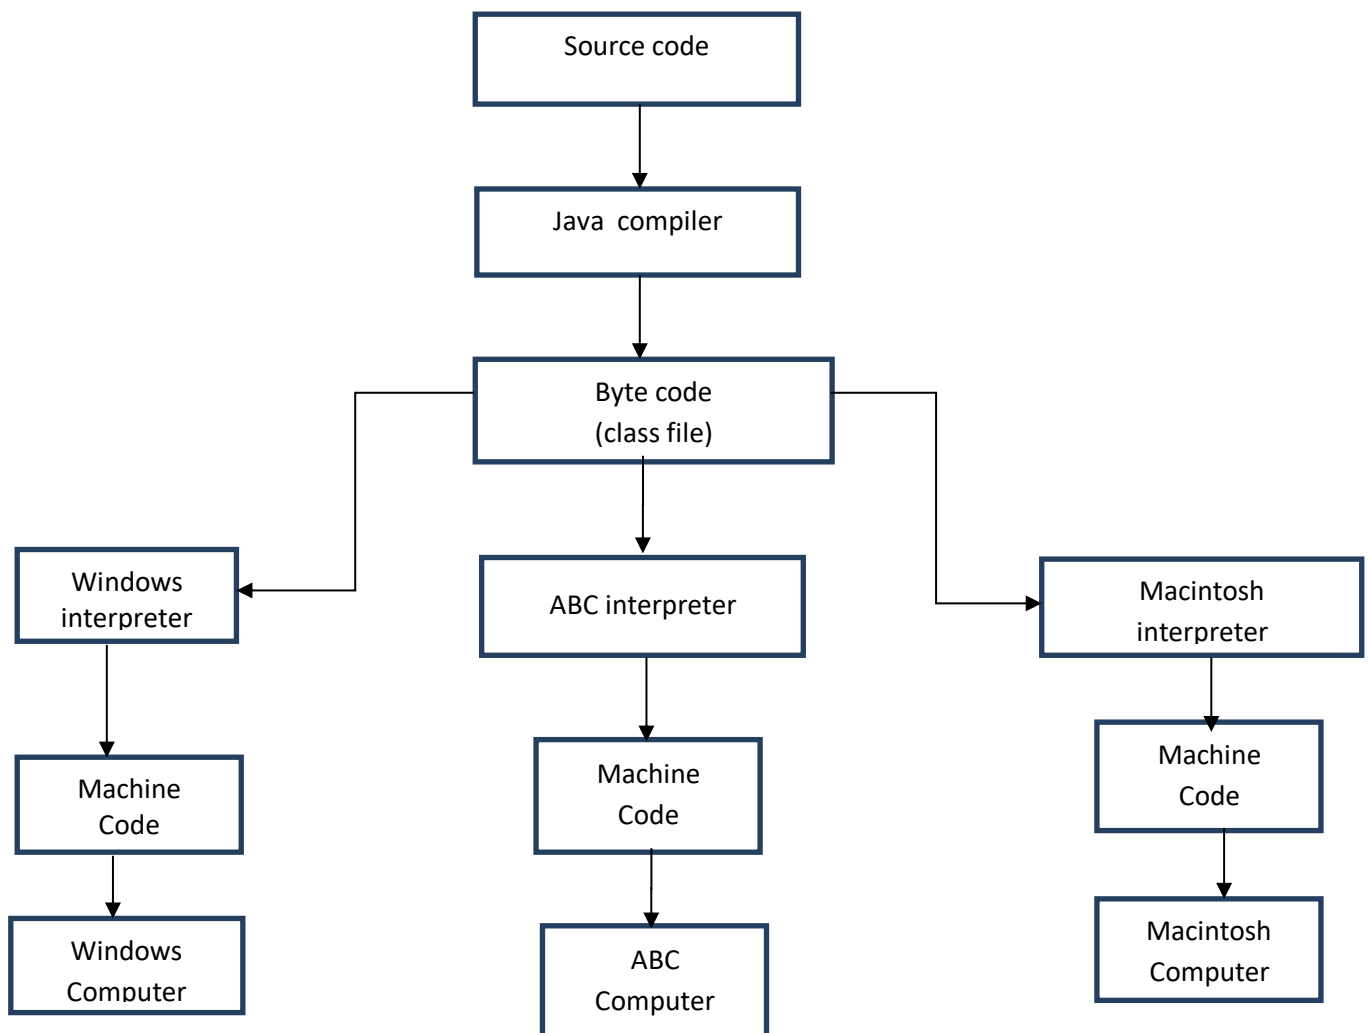 Source code
Java compiler
Byte code
(class file)
Windows
interpreter
ABC interpreter
Macintosh
interpreter
Machine
Code
Machine
Code
Machine
Code
Windows
Computer
ABC
Computer
Macintosh
Computer